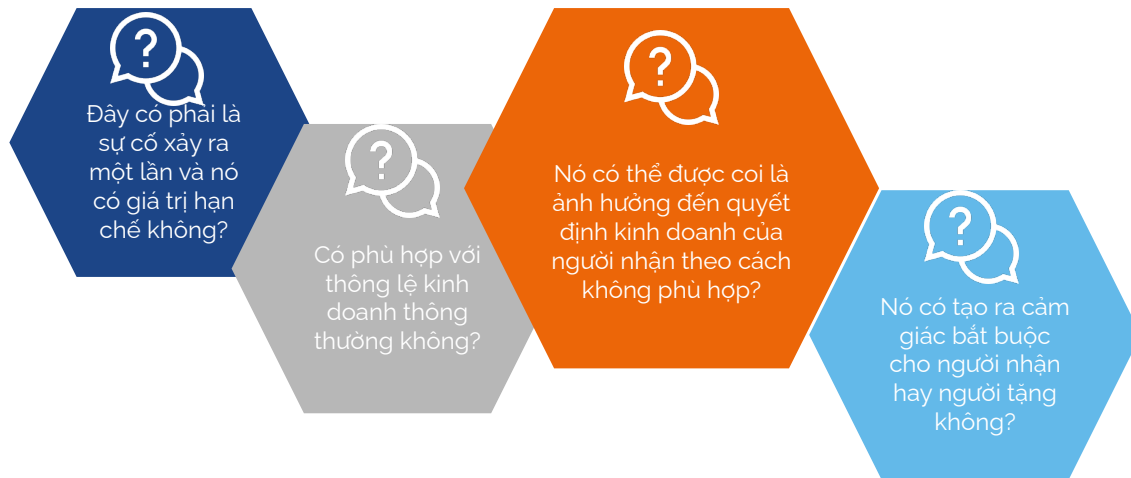 Đây có phải là
sự cố xảy ra
một lần và nó
có giá trị hạn
chế không?
Có phù hợp với
thông lệ kinh
doanh thông
thường không?
Nó có thể được coi là
ảnh hưởng đến quyết
định kinh doanh của
người nhận theo cách
không phù hợp?
Nó có tạo ra cảm
giác bắt buộc
cho người nhận
hay người tặng
không?